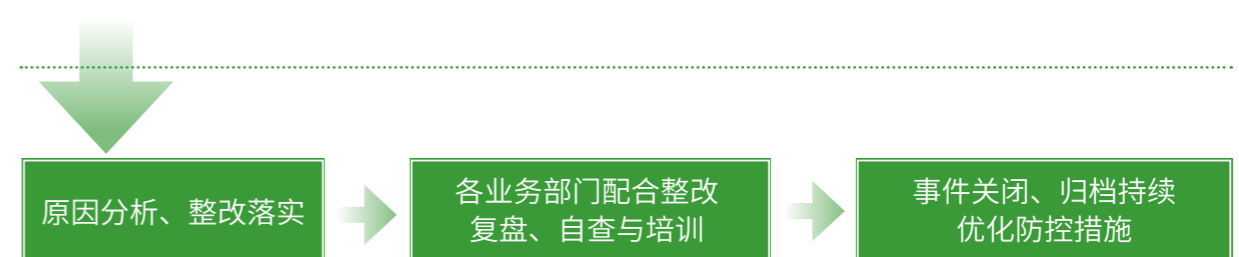 原因分析、整改落实
各业务部门配合整改
复盘、自查与培训
事件关闭、归档持续
优化防控措施